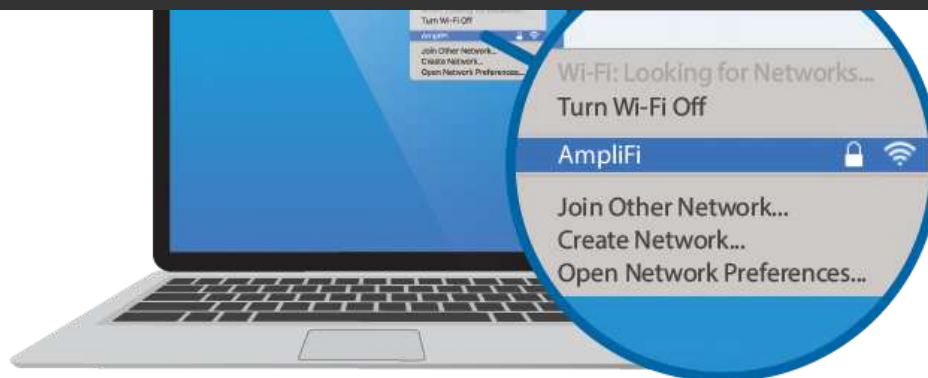 Turn Wi-Fi Off
AmpliFi
Join Other Network...
Create Network...
Open Network Preferences...
Wi-Fi: Looking for Networks...
Turn Wi-Fi Off
AmpliFi
Join Other Network...
Create Network...
Open Network Preferences...